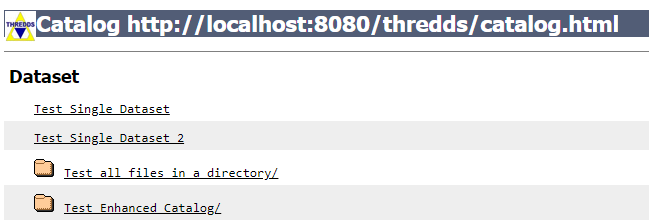 THREDDS
Catalog http://localhost:8080/thredds/catalog.html
Dataset
Test Single Dataset
Test Single Dataset 2
Test all files in a directory/
Test Enhanced Catalog/